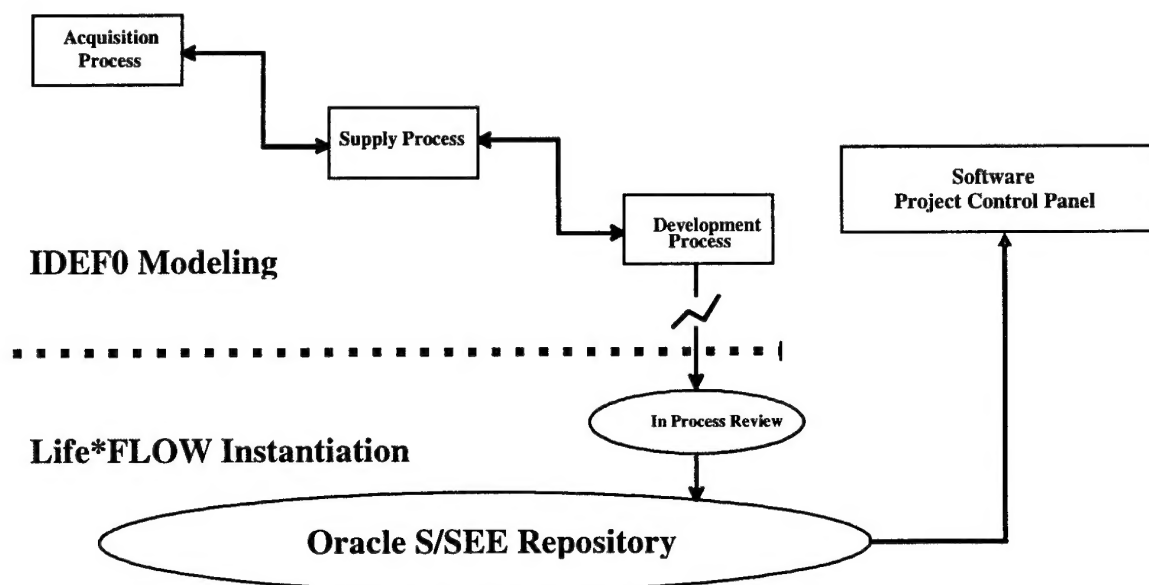 Acquisition
Process
Supply Process
Software
Project Control Panel
Development
Process
IDEF0 Modeling
In Process Review
Life*FLOW Instantiation
Oracle S/SEE Repository